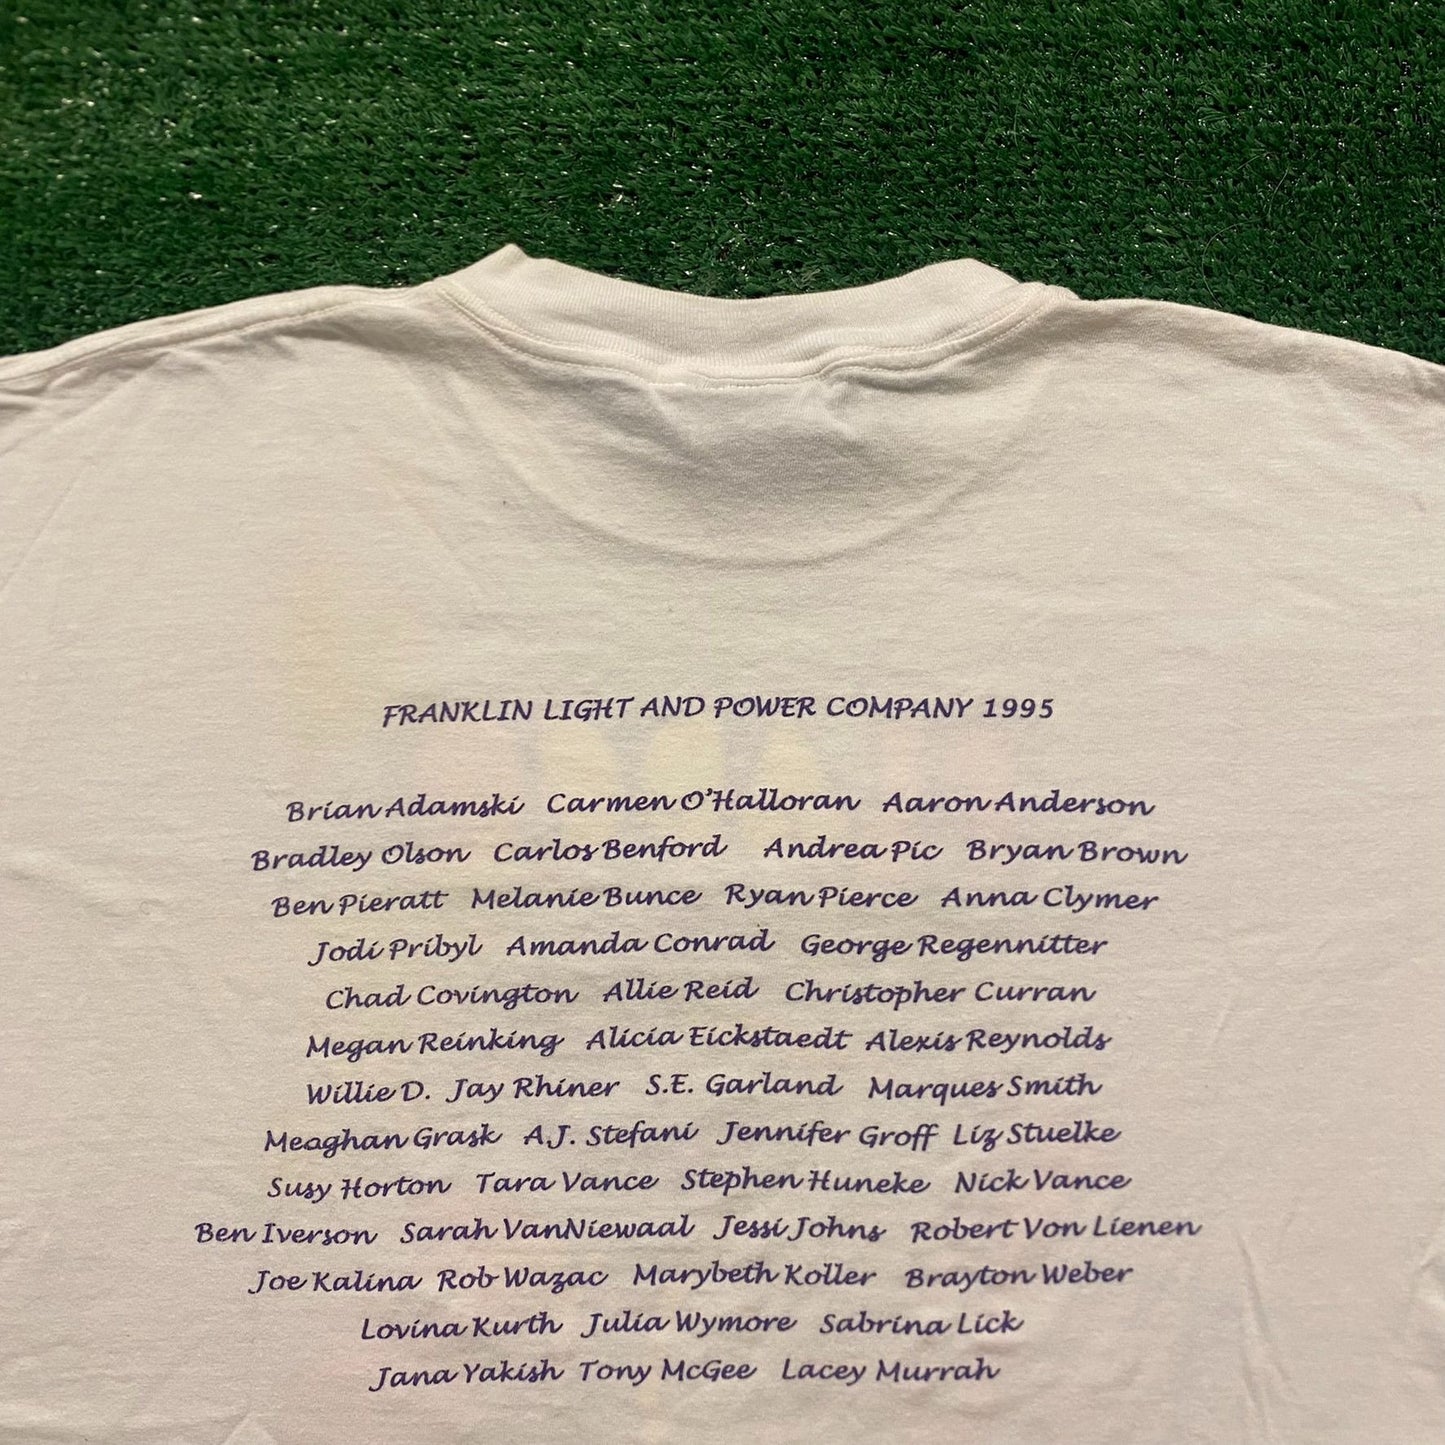 FRANKLIN LIGHT AND POWER COMPANY 1995
Brian Adamski Carmen O'Halloran Aaron Anderson
Bradley Olson Carlos Benford Andrea Pic Bryan Brown
Ben Pieratt Melanie Bunce Ryan Pierce Anna Clymer
Jodi Pribyl Amanda Conrad George Regennitter
Chad Covington Allie Reid Christopher Curran
Megan Reinking Alicia Eickstaedt Alexis Reynolds
Willie D. Jay Rhiner S.E. Garland Marques Smith
Meaghan Grask A.J. Stefani Jennifer Groff Liz Stuelke
Susy Horton Tara Vance Stephen Huneke Nick Vance
Ben Iverson Sarah VanNiewaal Jessi Johns Robert Von Lienen
Joe Kalina Rob Wazac Marybeth Koller Brayton Weber
Lovina Kurth Julia Wymore Sabrina Lick
Jana Yakish Tony McGee Lacey Murrah